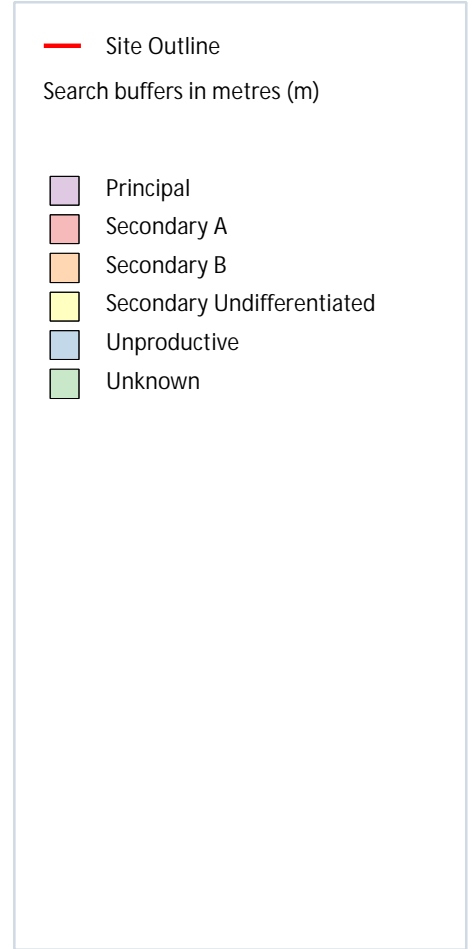 Site Outline
Search buffers in metres (m)
Principal
Secondary A
Secondary B
Secondary Undifferentiated
Unproductive
Unknown